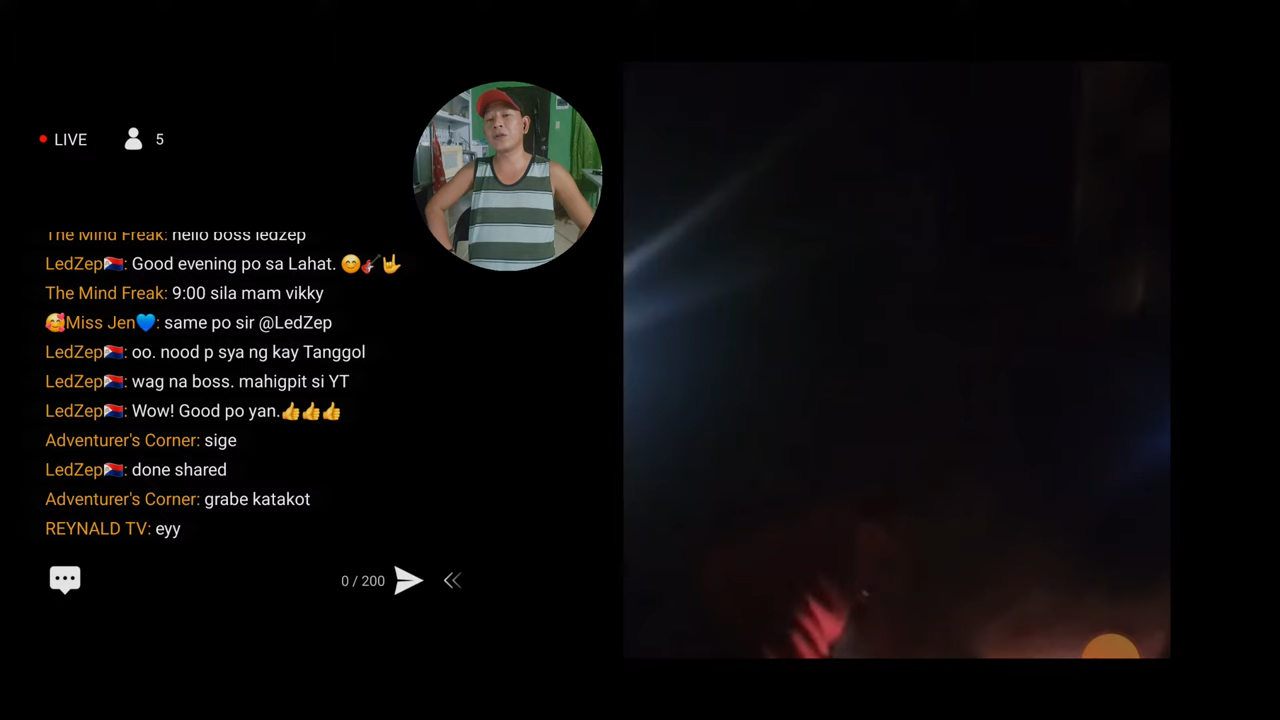 LIVE 5
The Mind Freak: hello boss ledzep
LedZep🇵🇭: Good evening po sa Lahat. 😊🎸🤘
The Mind Freak: 9:00 sila mam vikky
🥰Miss Jen💙: same po sir @LedZep
LedZep🇵🇭: oo. nood p sya ng kay Tanggol
LedZep🇵🇭: wag na boss. mahigpit si YT
LedZep🇵🇭: Wow! Good po yan.👍👍👍
Adventurer's Corner: sige
LedZep🇵🇭: done shared
Adventurer's Corner: grabe katakot
REYNALD TV: eyy
0 / 200